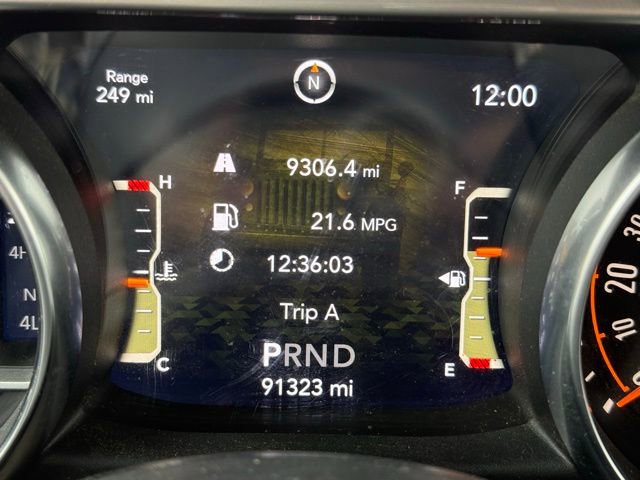 Range
249 mi
N
12:00
H
9306.4 mi
F
21.6 MPG
12:36:03
Trip A
C
PRND
E
91323 mi
4H
N
4L
30
20